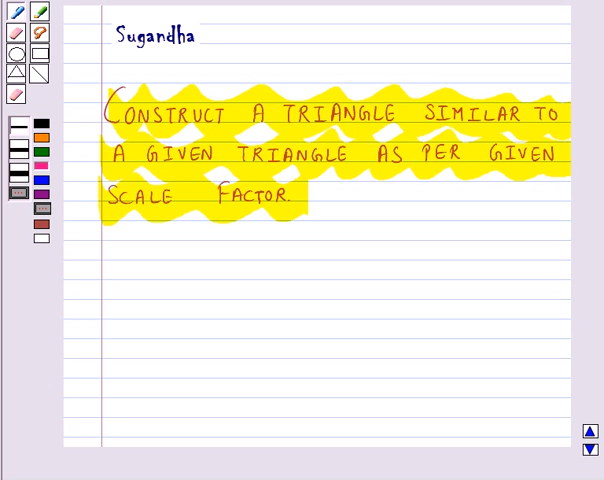 Sugandha
CONSTRUCT A TRIANGLE SIMILAR TO
A GIVEN TRIANGLE AS PER GIVEN
SCALE FACTOR.